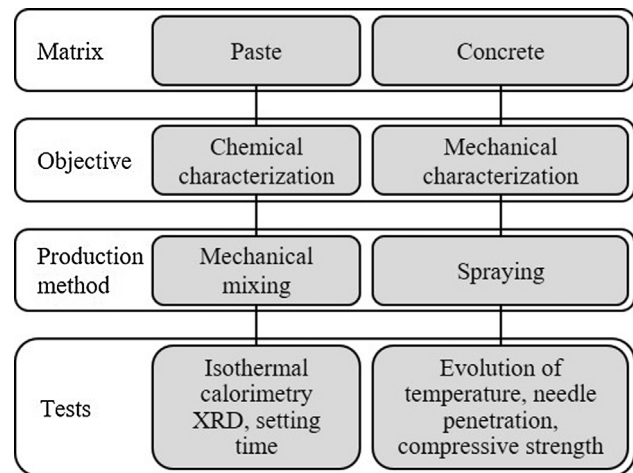 Matrix
Paste
Concrete
Objective
Chemical
characterization
Mechanical
characterization
Production
method
Mechanical
mixing
Spraying
Tests
Isothermal
calorimetry
XRD, setting
time
Evolution of
temperature, needle
penetration,
compressive strength